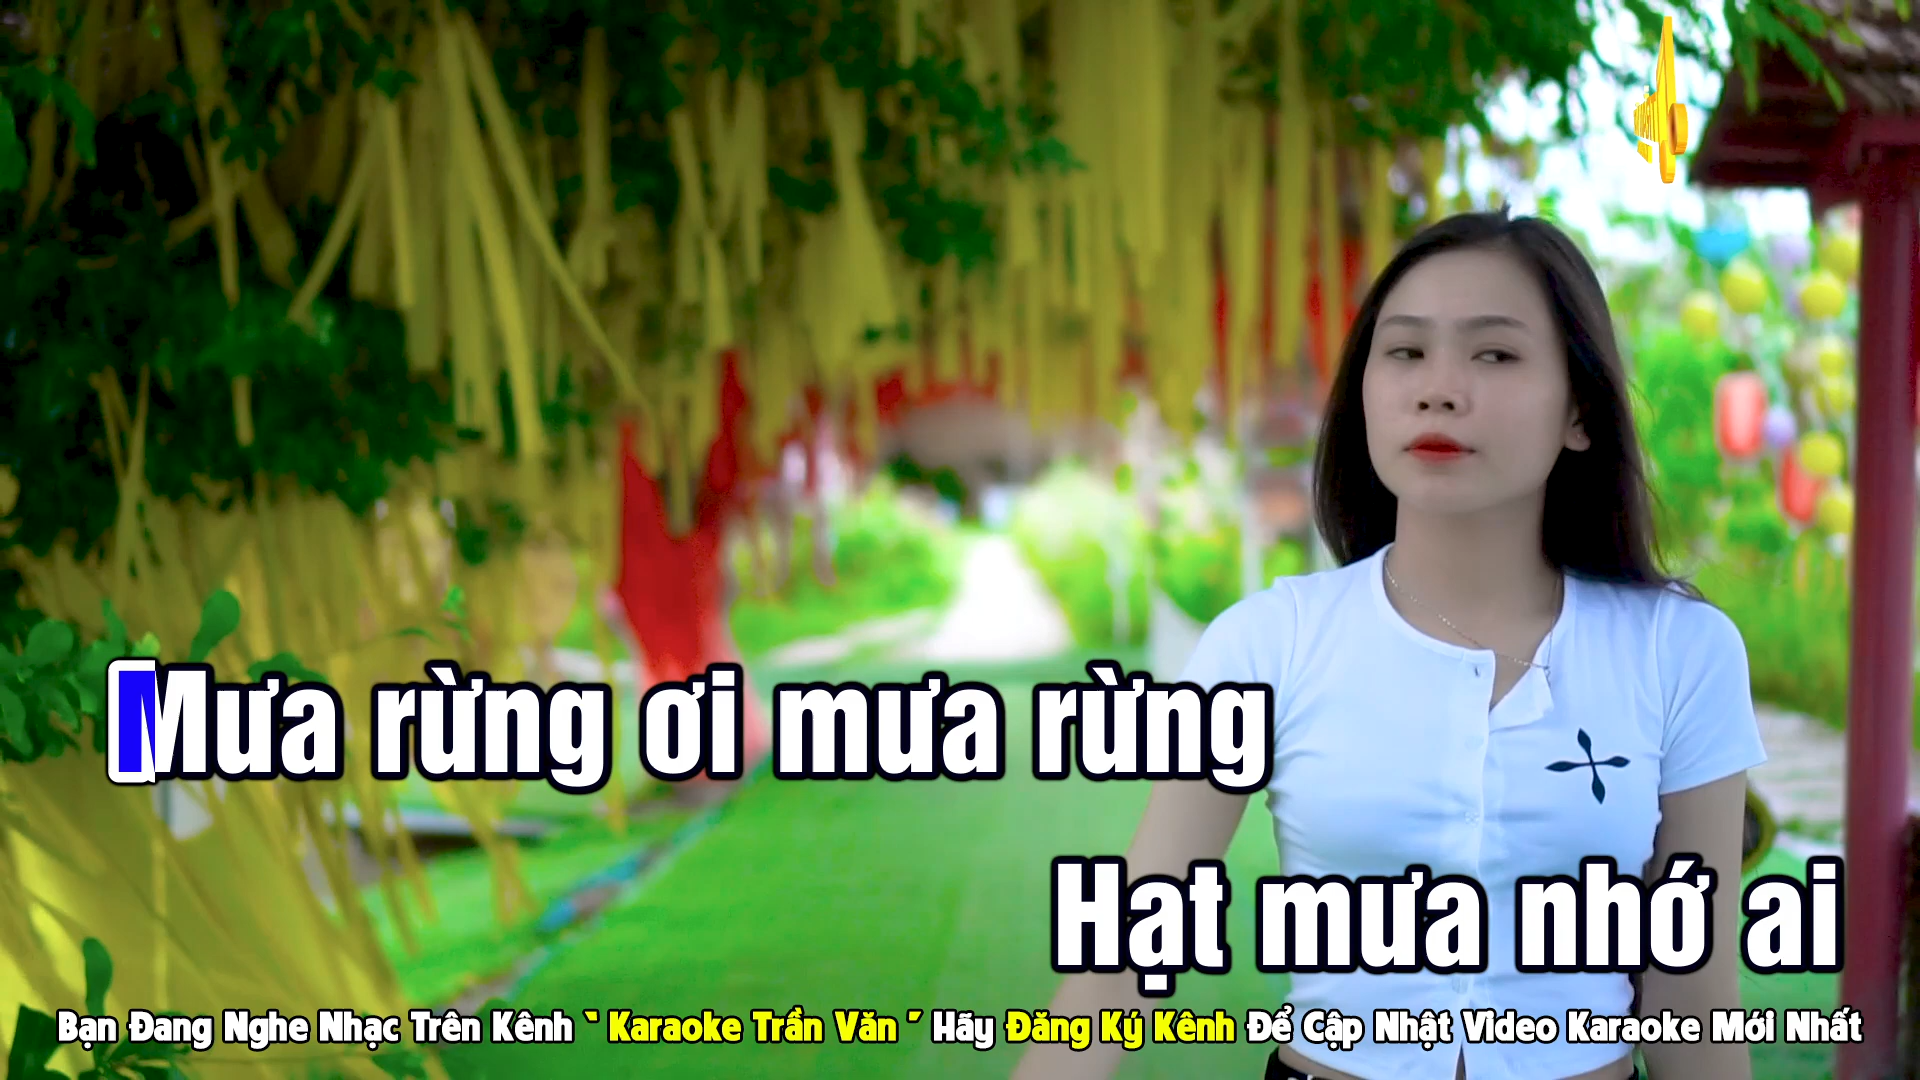 Mưa rừng ơi mưa rừng
Hạt mưa nhớ ai
Bạn Đang Nghe Nhạc Trên Kênh ` Karaoke Trần Văn ´ Hãy Đăng Ký Kênh Để Cập Nhật Video Karaoke Mới Nhất